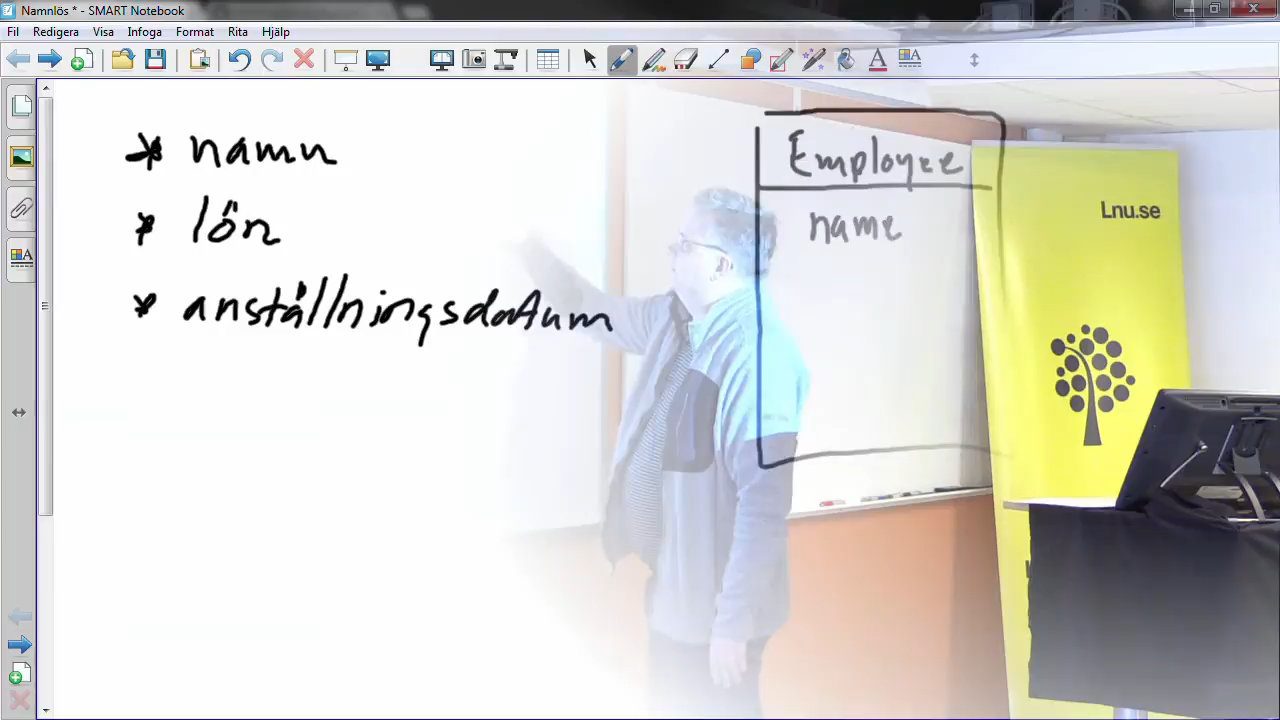 Namnlös * - SMART Notebook
Fil Redigera Visa Infoga Format Rita Hjälp
* namn
* lön
* anställningsdatum
Employee
name
Lnu.se